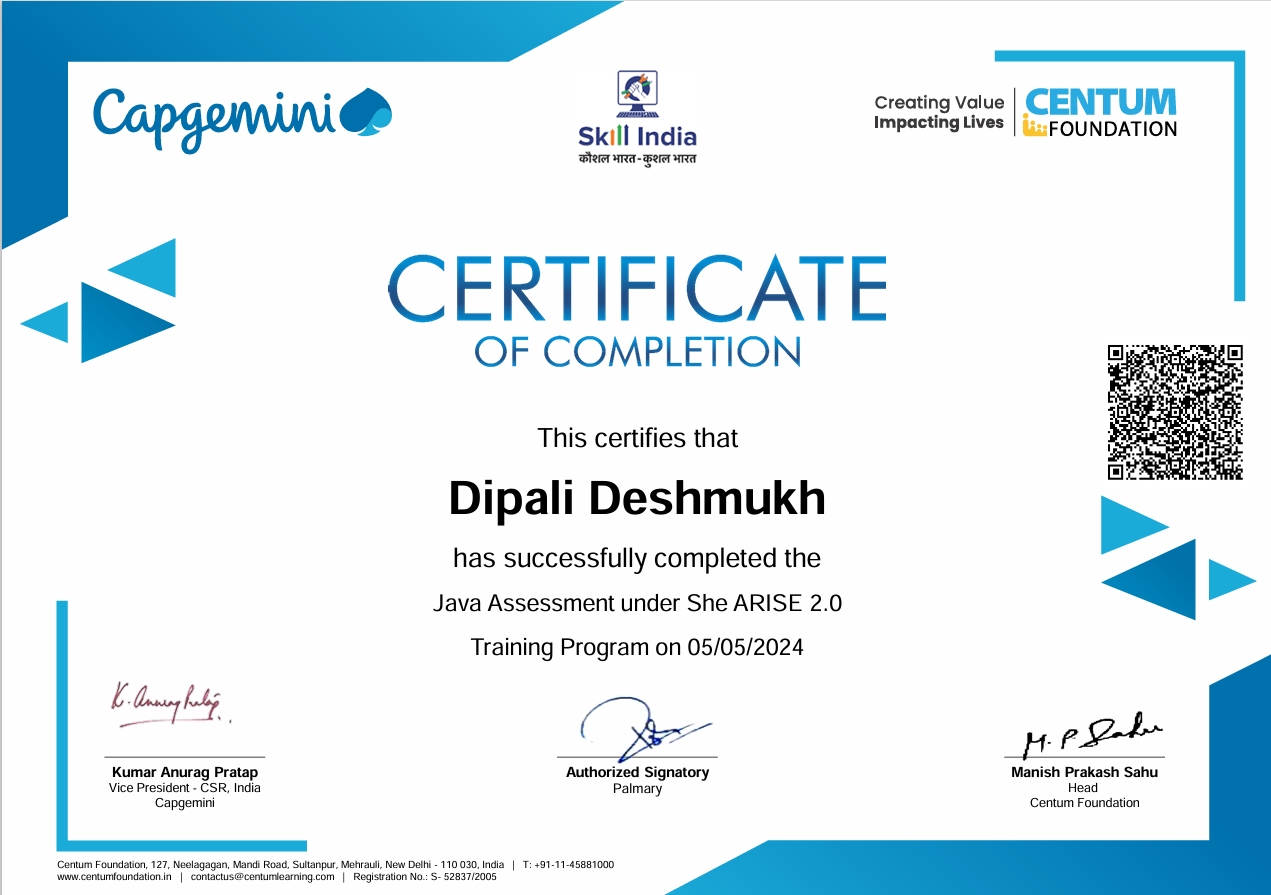 Capgemini
Skill India
कौशल भारत - कुशल भारत
Creating Value
Impacting Lives
CENTUM
FOUNDATION
CERTIFICATE
OF COMPLETION
This certifies that
Dipali Deshmukh
has successfully completed the
Java Assessment under She ARISE 2.0
Training Program on 05/05/2024
K. Anurag Pratap
M. P Sahu
Kumar Anurag Pratap
Vice President - CSR, India
Capgemini
Authorized Signatory
Palmary
Manish Prakash Sahu
Head
Centum Foundation
Centum Foundation, 127, Neelagagan, Mandi Road, Sultanpur, Mehrauli, New Delhi - 110 030, India | T: +91-11-45881000
www.centumfoundation.in | contactus@centumlearning.com | Registration No.: S- 52837/2005